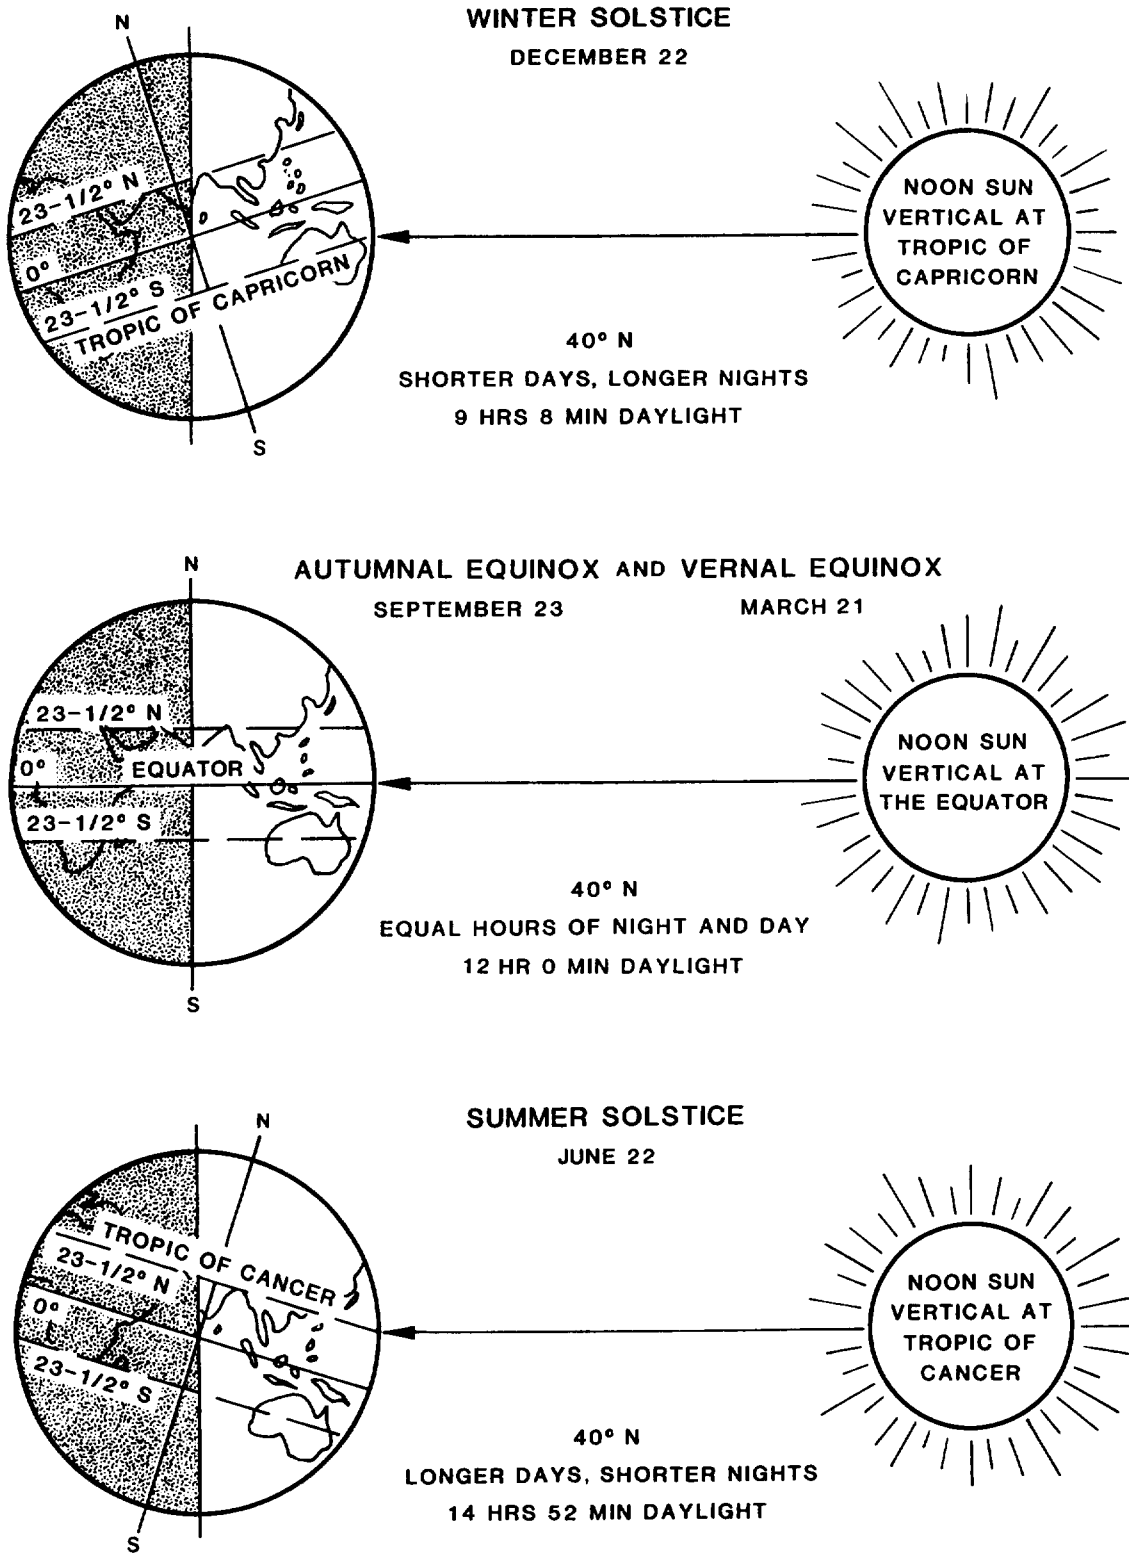 WINTER SOLSTICE
DECEMBER 22
N
23-1/2° N
0°
23-1/2° S
TROPIC OF CAPRICORN
S
NOON SUN
VERTICAL AT
TROPIC OF
CAPRICORN
40° N
SHORTER DAYS, LONGER NIGHTS
9 HRS 8 MIN DAYLIGHT
AUTUMNAL EQUINOX AND VERNAL EQUINOX
SEPTEMBER 23 MARCH 21
N
23-1/2° N
0°
EQUATOR
23-1/2° S
S
NOON SUN
VERTICAL AT
THE EQUATOR
40° N
EQUAL HOURS OF NIGHT AND DAY
12 HR 0 MIN DAYLIGHT
SUMMER SOLSTICE
JUNE 22
N
TROPIC OF CANCER
23-1/2° N
0°
23-1/2° S
S
NOON SUN
VERTICAL AT
TROPIC OF
CANCER
40° N
LONGER DAYS, SHORTER NIGHTS
14 HRS 52 MIN DAYLIGHT